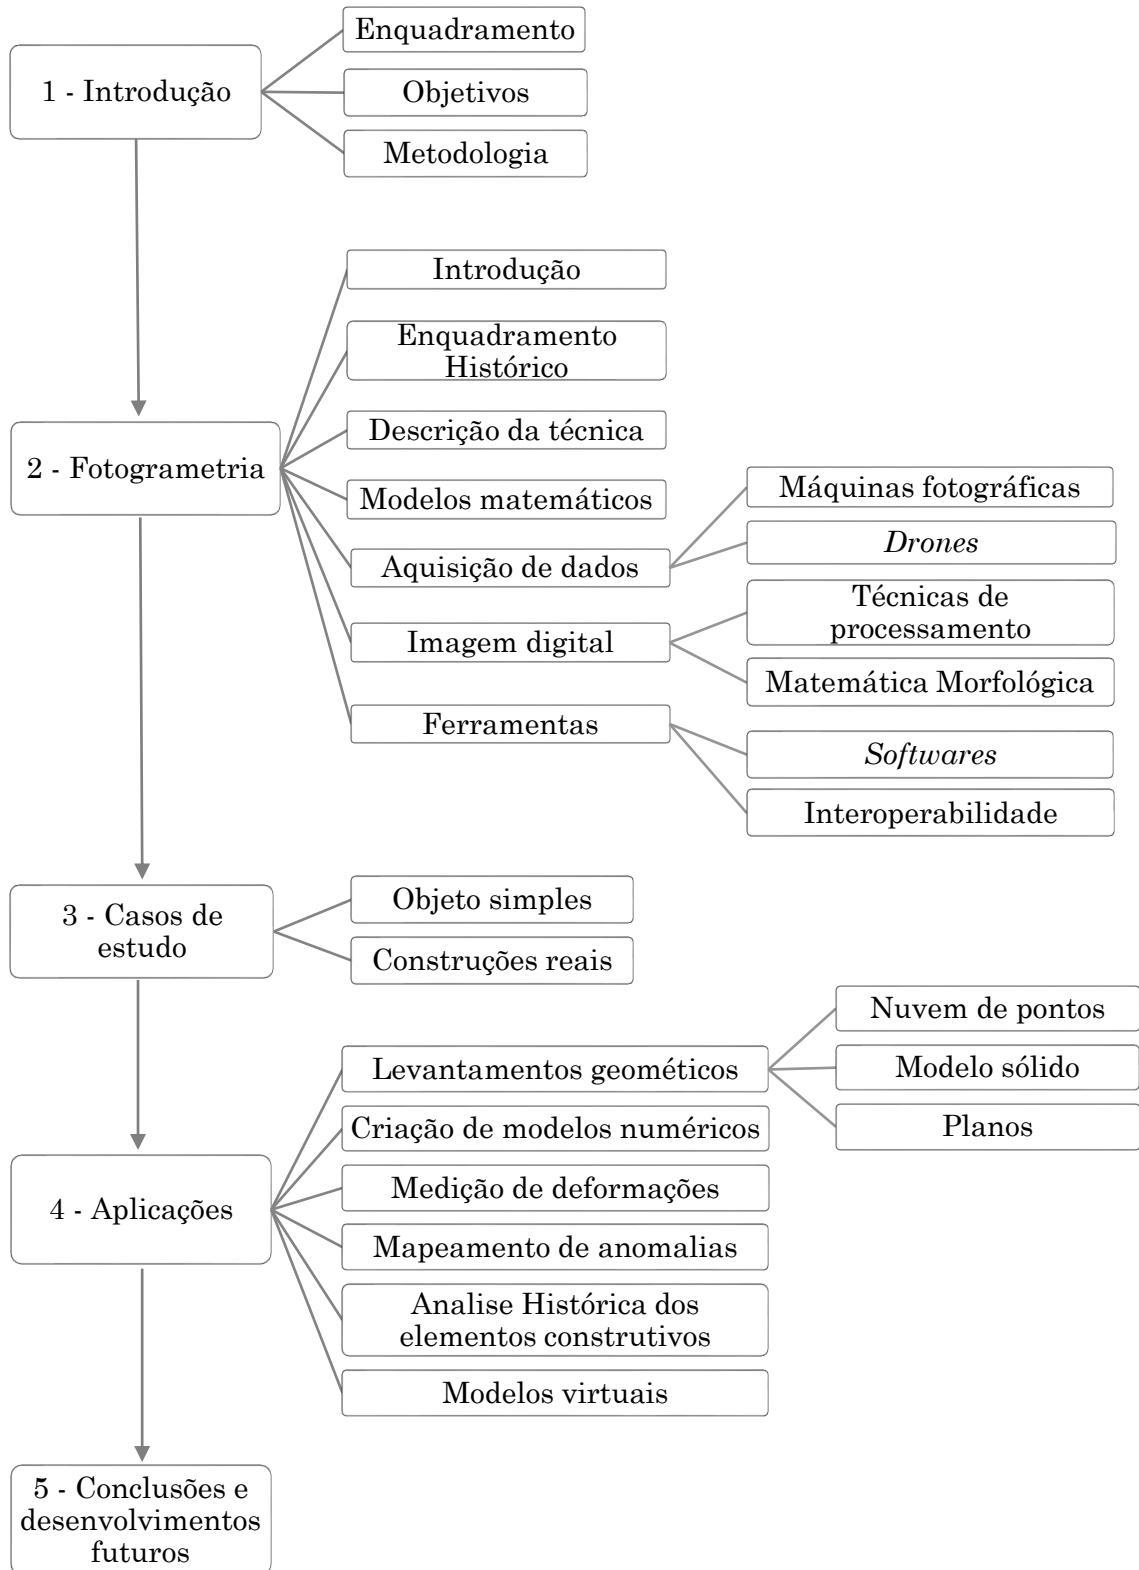 1 - Introdução
Enquadramento
Objetivos
Metodologia
2 - Fotogrametria
Introdução
Enquadramento
Histórico
Descrição da técnica
Modelos matemáticos
Aquisição de dados
Máquinas fotográficas
Drones
Imagem digital
Técnicas de
processamento
Matemática Morfológica
Ferramentas
Softwares
Interoperabilidade
3 - Casos de
estudo
Objeto simples
Construções reais
4 - Aplicações
Levantamentos geométicos
Nuvem de pontos
Modelo sólido
Planos
Criação de modelos numéricos
Medição de deformações
Mapeamento de anomalias
Analise Histórica dos
elementos construtivos
Modelos virtuais
5 - Conclusões e
desenvolvimentos
futuros